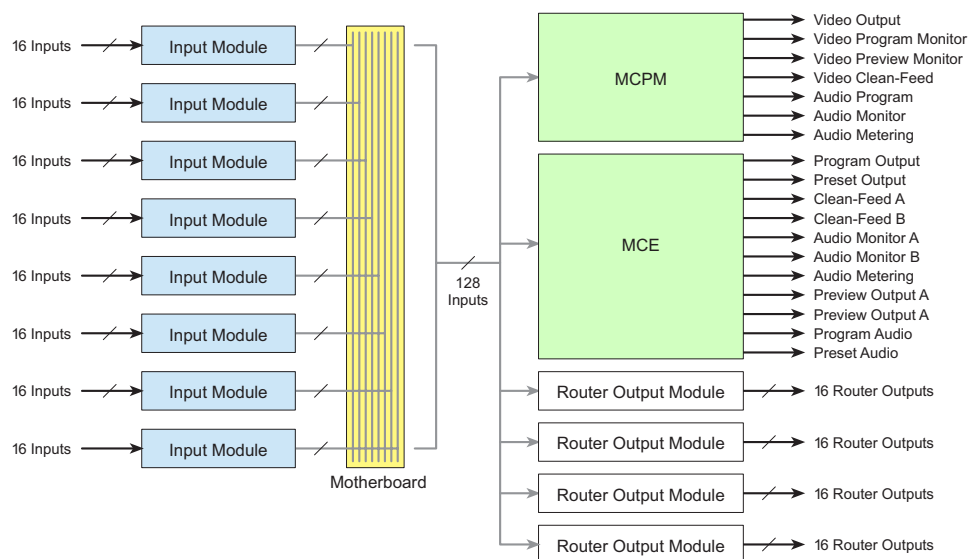 16 Inputs
Input Module
16 Inputs
Input Module
16 Inputs
Input Module
16 Inputs
Input Module
16 Inputs
Input Module
16 Inputs
Input Module
16 Inputs
Input Module
16 Inputs
Input Module
Motherboard
128
Inputs
MCPM
Video Output
Video Program Monitor
Video Preview Monitor
Video Clean-Feed
Audio Program
Audio Monitor
Audio Metering
MCE
Program Output
Preset Output
Clean-Feed A
Clean-Feed B
Audio Monitor A
Audio Monitor B
Audio Metering
Preview Output A
Preview Output A
Program Audio
Preset Audio
Router Output Module
16 Router Outputs
Router Output Module
16 Router Outputs
Router Output Module
16 Router Outputs
Router Output Module
16 Router Outputs